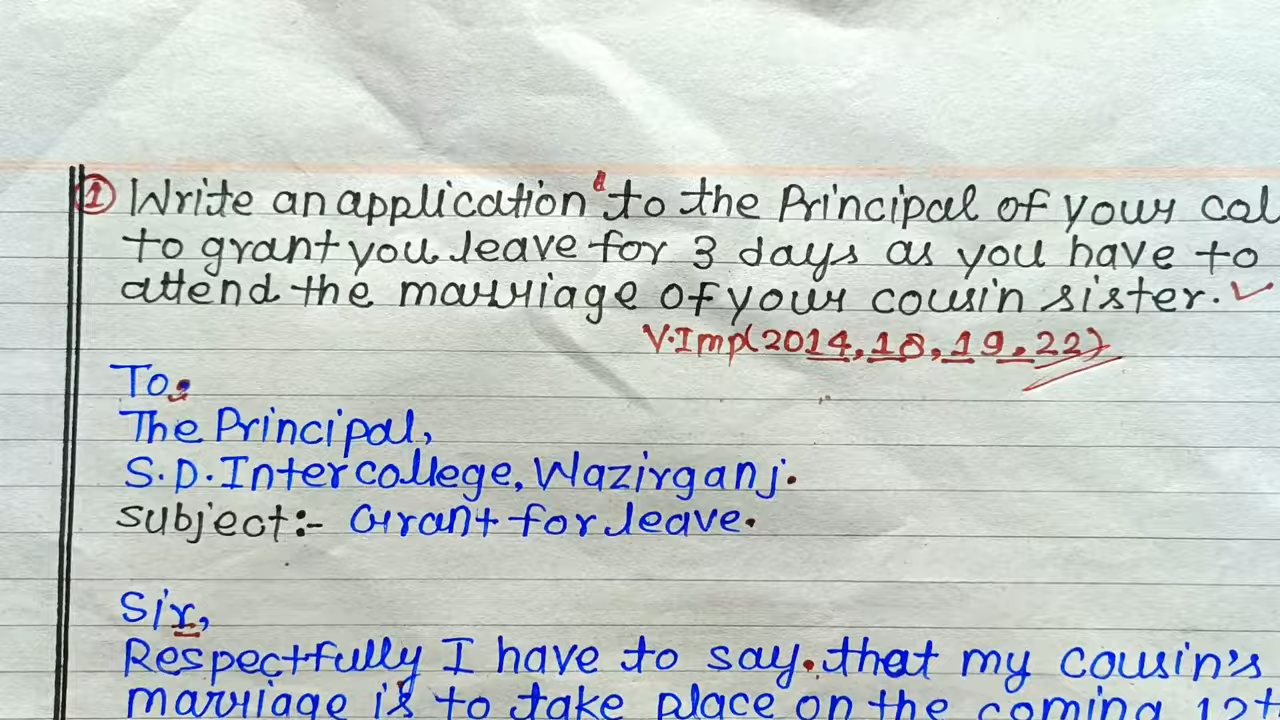 ① Write an application to the Principal of your col
to grant you leave for 3 days as you have to
attend the marriage of your cousin sister. ✓
V.Imp(2014,18,19,22)
To,
The Principal,
S.D.Inter college, Wazirganj.
Subject:- Grant for leave.
Sir,
Respectfully I have to say that my cousin's
marriage is to take place on the coming 12t